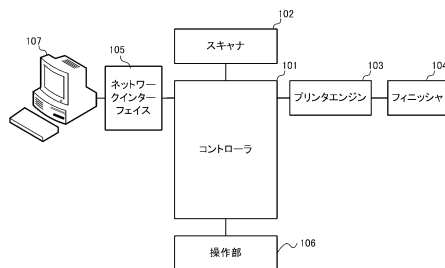 102
スキャナ
107
105
ネットワー
クインター
フェイス
101
コントローラ
103
プリンタエンジン
104
フィニッシャ
操作部
106